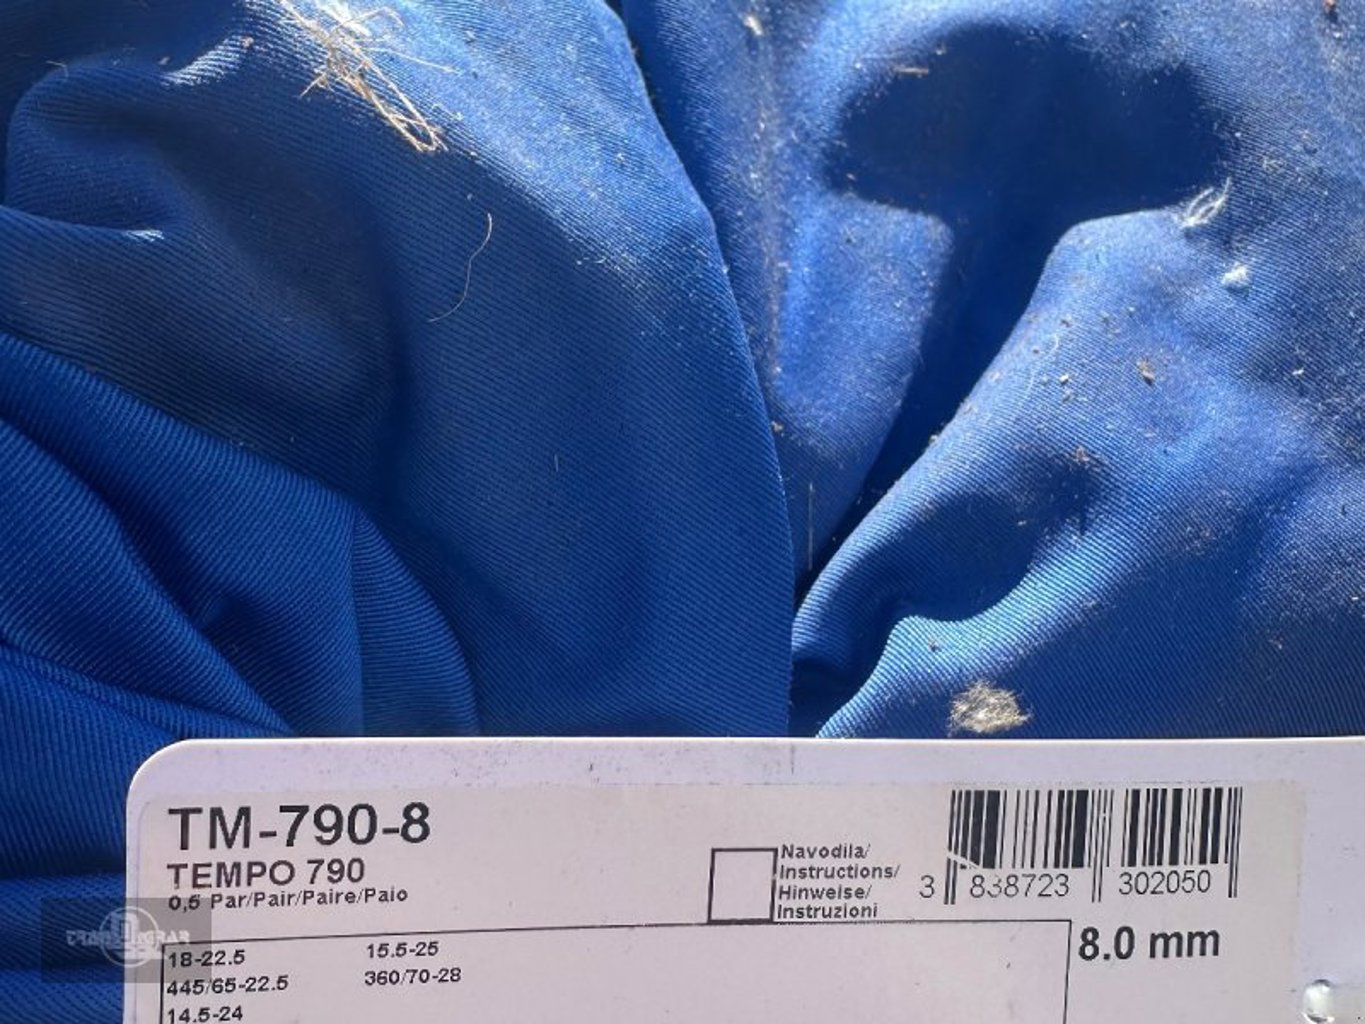 TM-790-8
TEMPO 790
0,5 Par/Pair/Paire/Paio
Navodila/
Instructions/
Hinweise/
Instruzioni
3 838723 302050
8.0 mm
18-22.5 15.5-25
445/65-22.5 360/70-28
14.5-24